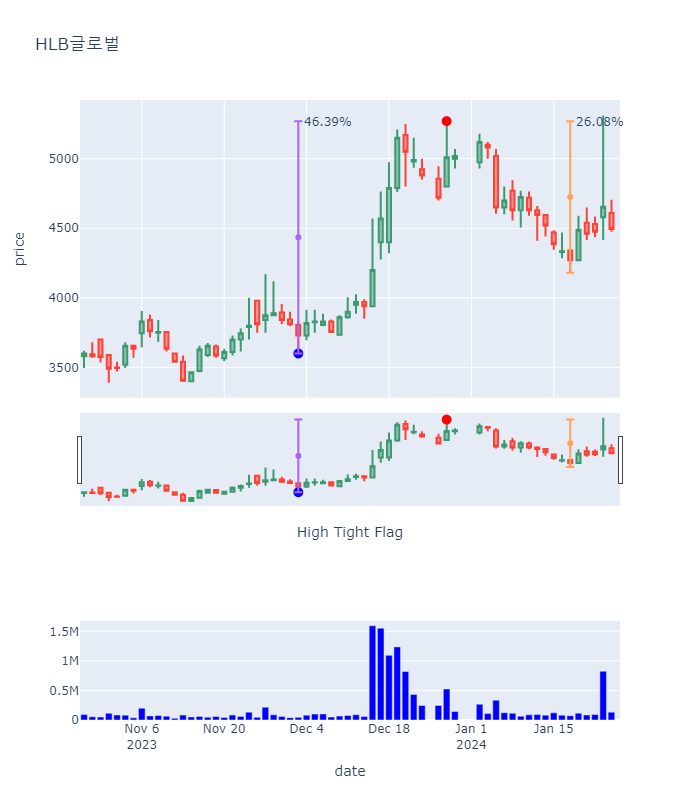 HLB글로벌
46.39%
26.08%
5000
4500
4000
3500
price
High Tight Flag
1.5M
1M
0.5M
0
Nov 6
2023
Nov 20
Dec 4
Dec 18
Jan 1
2024
Jan 15
date